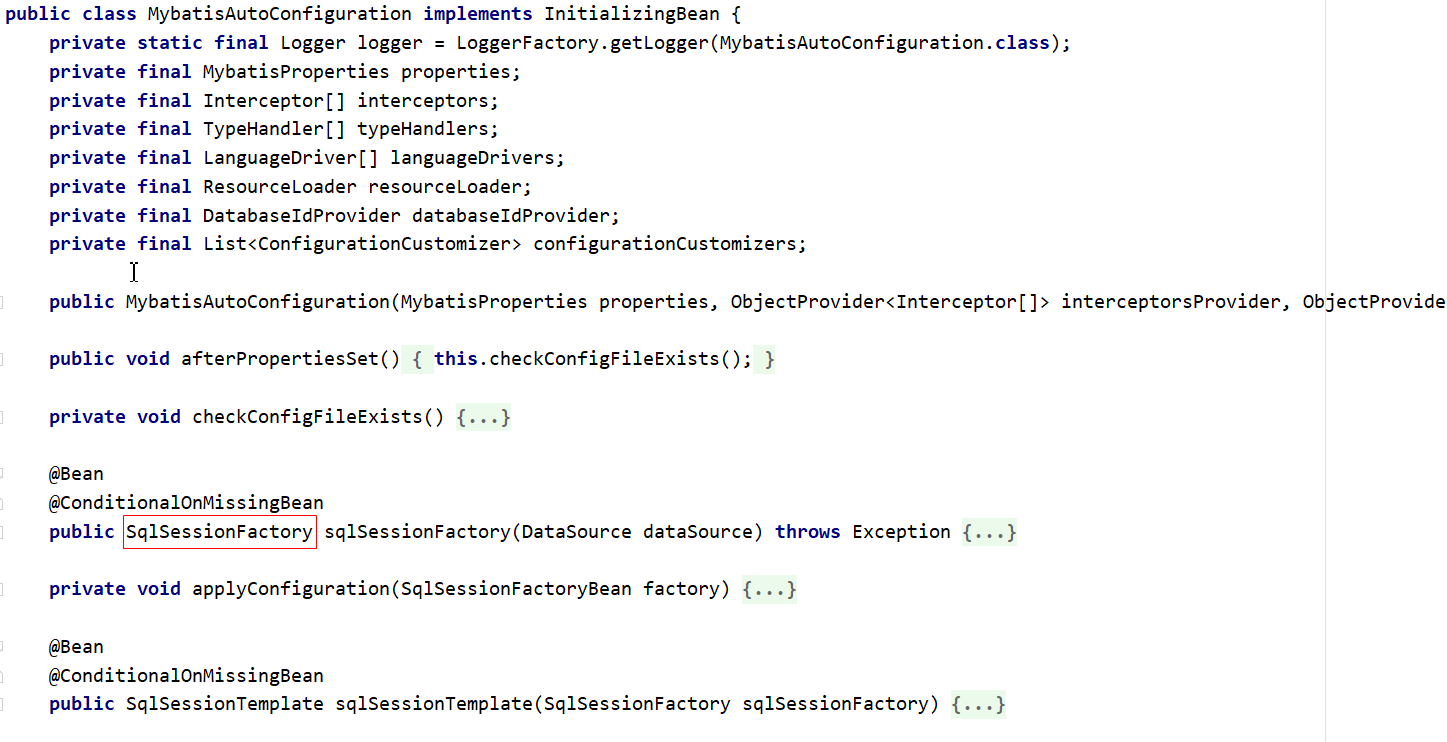 public class MybatisAutoConfiguration implements InitializingBean {
private static final Logger logger = LoggerFactory.getLogger(MybatisAutoConfiguration.class);
private final MybatisProperties properties;
private final Interceptor[] interceptors;
private final TypeHandler[] typeHandlers;
private final LanguageDriver[] languageDrivers;
private final ResourceLoader resourceLoader;
private final DatabaseIdProvider databaseIdProvider;
private final List<ConfigurationCustomizer> configurationCustomizers;
public MybatisAutoConfiguration(MybatisProperties properties, ObjectProvider<Interceptor[]> interceptorsProvider, ObjectProvide
public void afterPropertiesSet() { this.checkConfigFileExists(); }
private void checkConfigFileExists() {...}
@Bean
@ConditionalOnMissingBean
public SqlSessionFactory sqlSessionFactory(DataSource dataSource) throws Exception {...}
private void applyConfiguration(SqlSessionFactoryBean factory) {...}
@Bean
@ConditionalOnMissingBean
public SqlSessionTemplate sqlSessionTemplate(SqlSessionFactory sqlSessionFactory) {...}